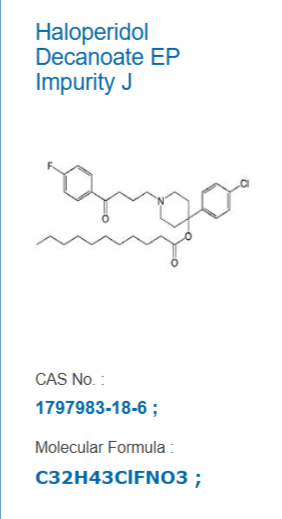 Haloperidol
Decanoate EP
Impurity J
F
O
N
Cl
O
O
CAS No. :
1797983-18-6 ;
Molecular Formula :
C32H43ClFNO3 ;